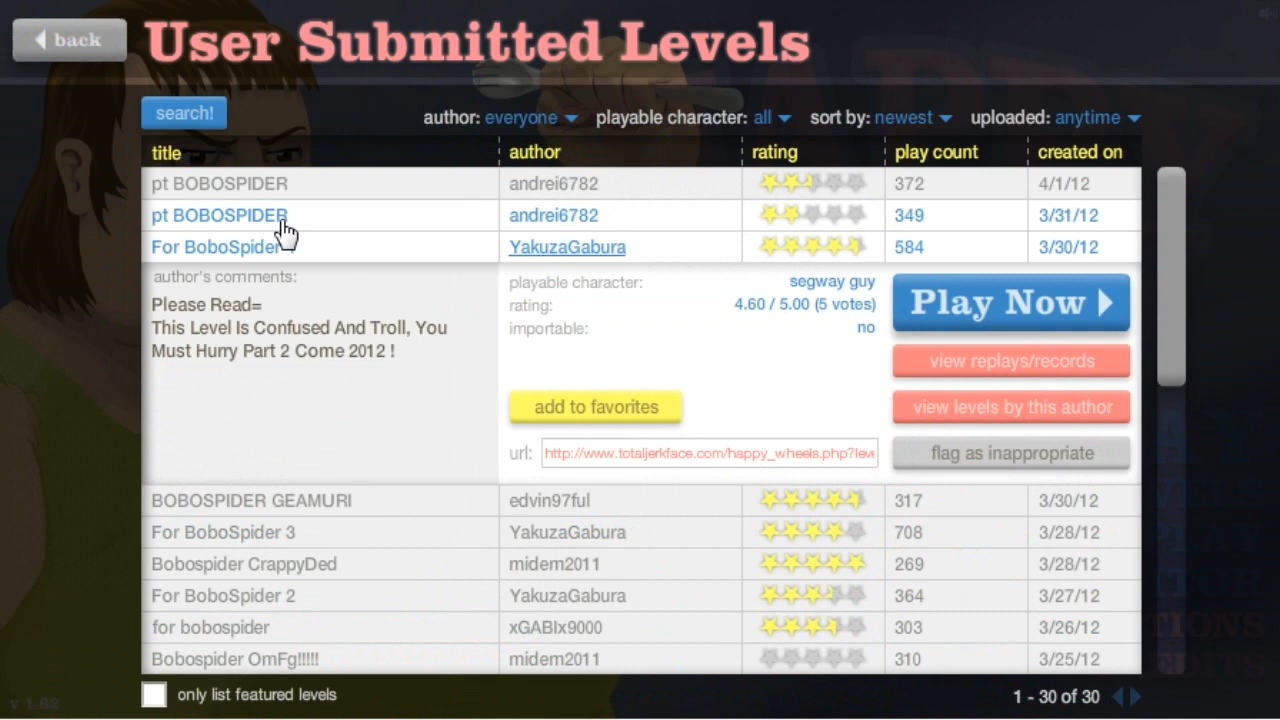 back
User Submitted Levels
search!
author: everyone playable character: all sort by: newest uploaded: anytime
title author rating play count created on
pt BOBOSPIDER andrei6782 372 4/1/12
pt BOBOSPIDER andrei6782 349 3/31/12
For BoboSpider YakuzaGabura 584 3/30/12
author's comments:
Please Read=
This Level Is Confused And Troll, You
Must Hurry Part 2 Come 2012 !
playable character: segway guy
rating: 4.60 / 5.00 (5 votes)
importable: no
Play Now
view replays/records
add to favorites
view levels by this author
url: http://www.totaljerkface.com/happy_wheels.php?leve
flag as inappropriate
BOBOSPIDER GEAMURI edvin97ful 317 3/30/12
For BoboSpider 3 YakuzaGabura 708 3/28/12
Bobospider CrappyDed midem2011 269 3/28/12
For BoboSpider 2 YakuzaGabura 364 3/27/12
for bobospider xGABIx9000 303 3/26/12
Bobospider OmFg!!!!! midem2011 310 3/25/12
only list featured levels
1 - 30 of 30
v 1.62